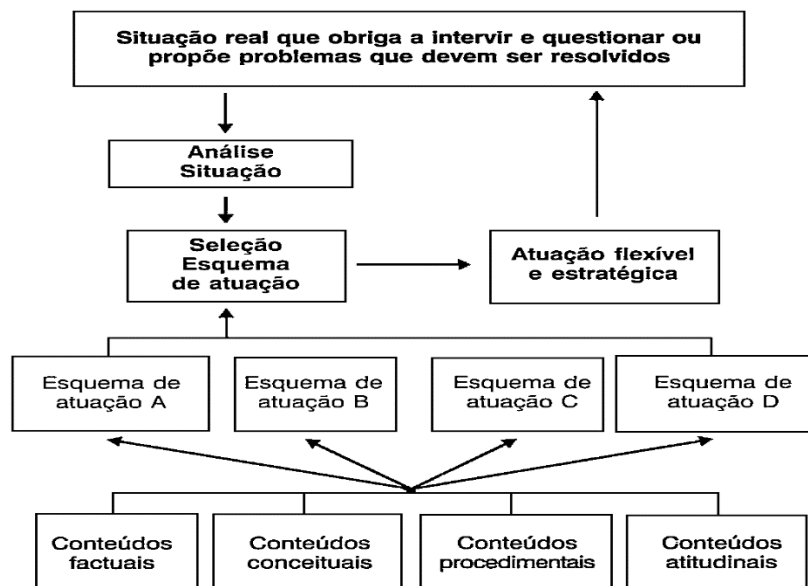 Situação real que obriga a intervir e questionar ou
propõe problemas que devem ser resolvidos
Análise
Situação
Seleção
Esquema
de atuação
Atuação flexível
e estratégica
Esquema de
atuação A
Esquema de
atuação B
Esquema de
atuação C
Esquema de
atuação D
Conteúdos
factuais
Conteúdos
conceituais
Conteúdos
procedimentais
Conteúdos
atitudinais